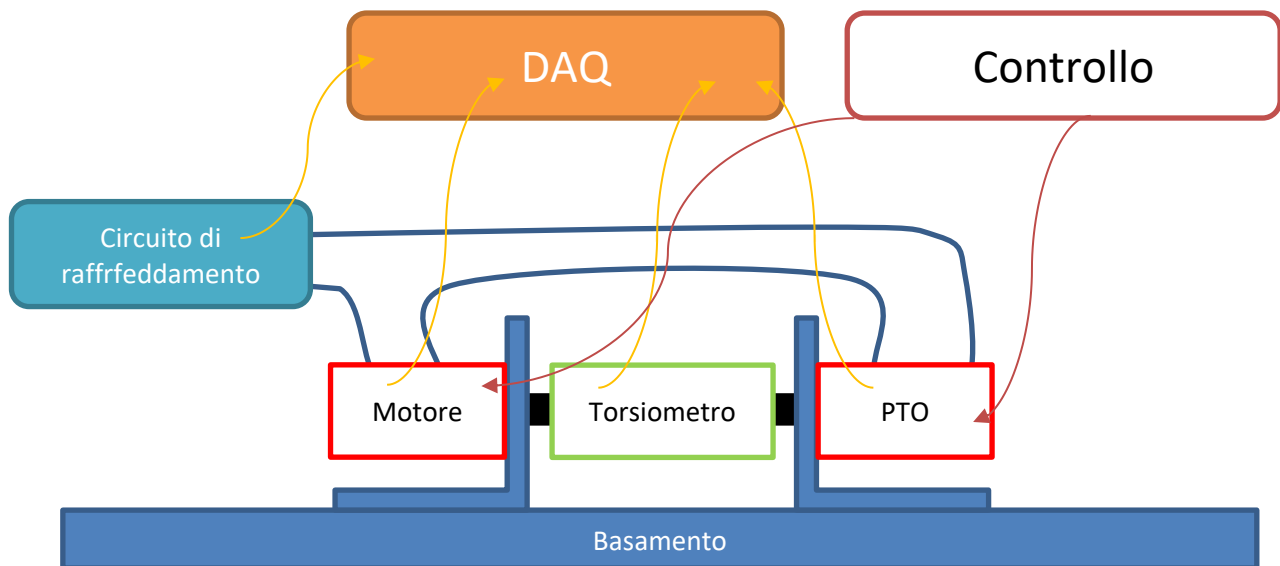 DAQ
Controllo
Circuito di
raffrfeddamento
Motore
Torsiometro
PTO
Basamento